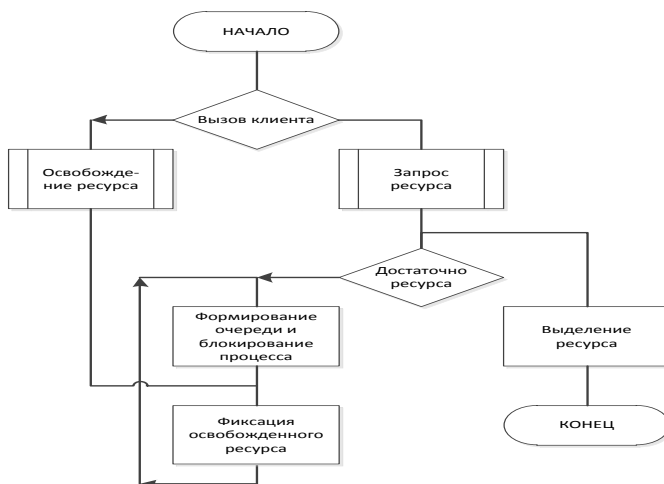 НАЧАЛО
Вызов клиента
Освобожде-
ние ресурса
Запрос
ресурса
Достаточно
ресурса
Формирование
очереди и
блокирование
процесса
Выделение
ресурса
Фиксация
освобожденного
ресурса
КОНЕЦ